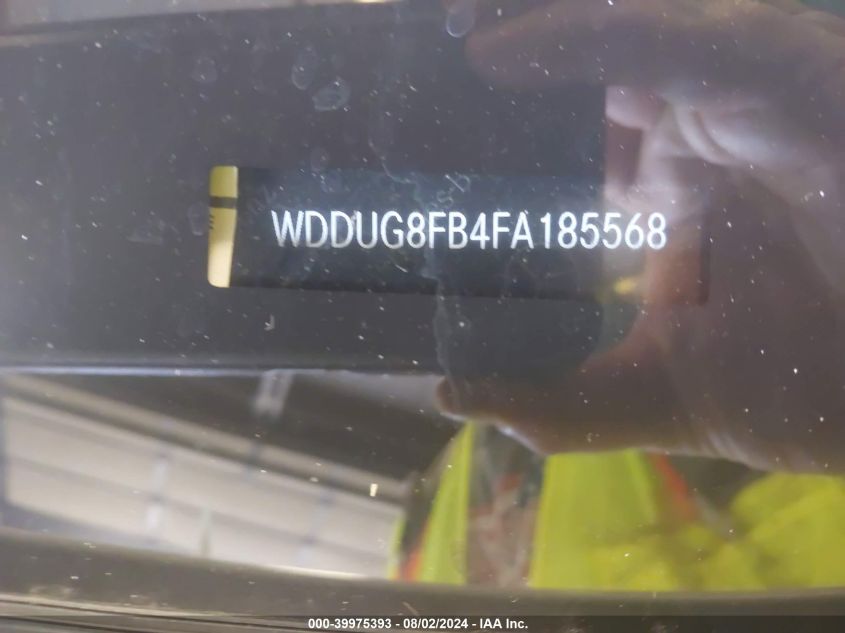 WDDUG8FB4FA185568
000-39975393 - 08/02/2024 - IAA Inc.